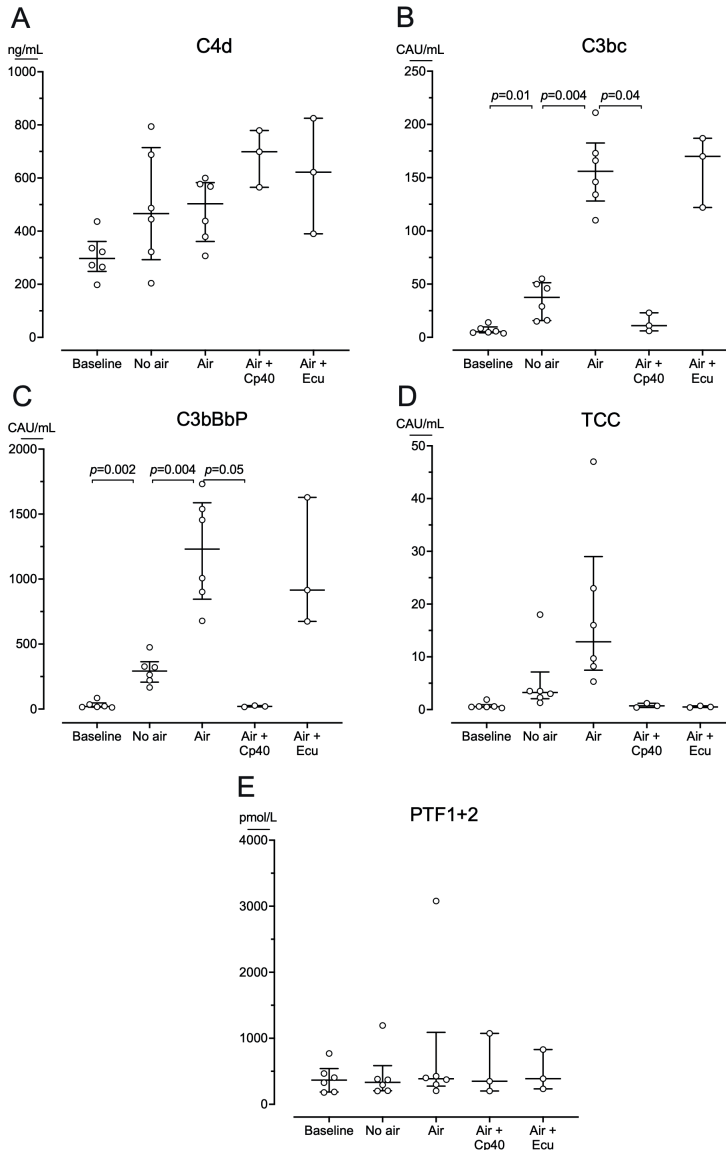 A
C4d
ng/mL
1000
800
600
400
200
0
Baseline No air Air Air + Cp40 Air + Ecu
B
C3bc
CAU/mL
250
p=0.01 p=0.004 p=0.04
200
150
100
50
0
Baseline No air Air Air + Cp40 Air + Ecu
C
C3bBbP
CAU/mL
2000
p=0.002 p=0.004 p=0.05
1500
1000
500
0
Baseline No air Air Air + Cp40 Air + Ecu
D
TCC
CAU/mL
50
40
30
20
10
0
Baseline No air Air Air + Cp40 Air + Ecu
E
PTF1+2
pmol/L
4000
3000
2000
1000
0
Baseline No air Air Air + Cp40 Air + Ecu